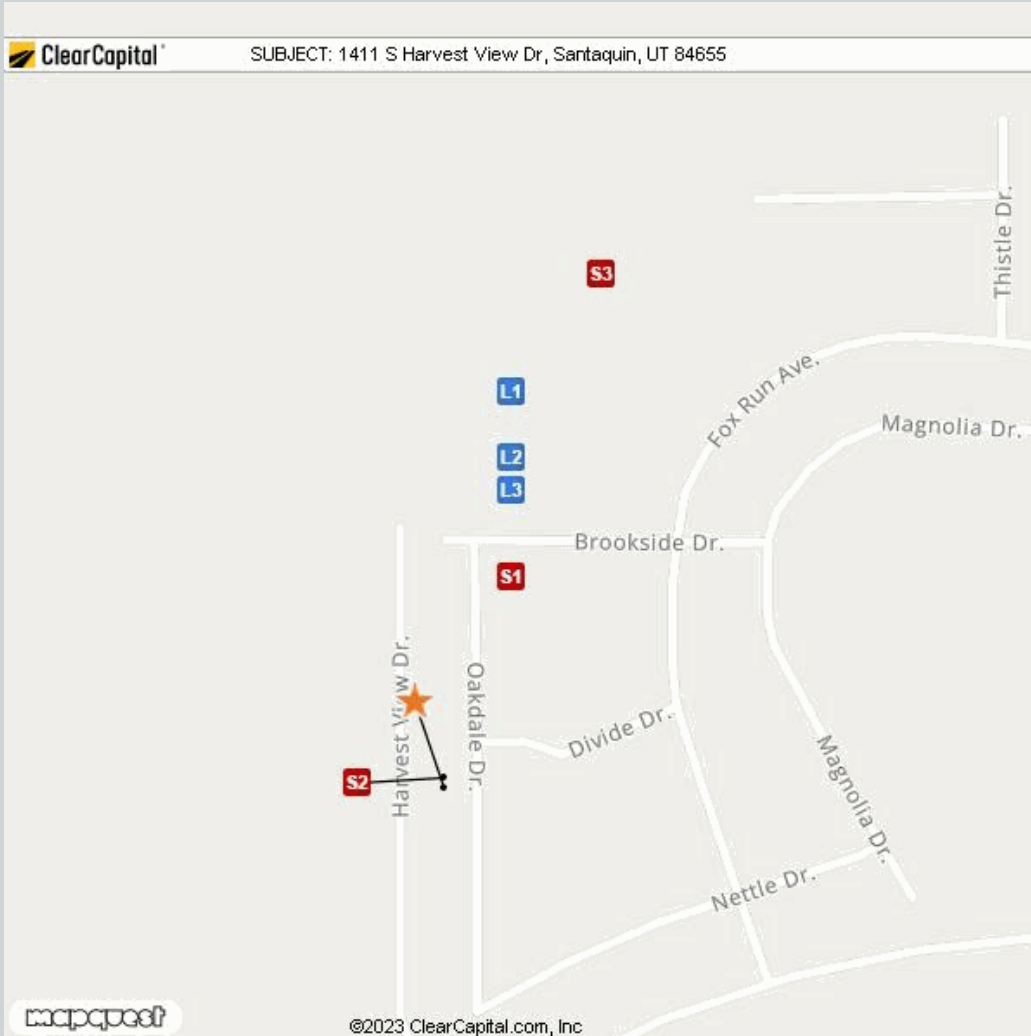 ClearCapital SUBJECT: 1411 S Harvest View Dr, Santaquin, UT 84655
Thistle Dr.
S3
Fox Run Ave.
L1
Magnolia Dr.
L2
L3
Brookside Dr.
S1
Harvest View Dr.
Oakdale Dr.
Divide Dr.
S2
Magnolia Dr.
Nettle Dr.
mapquest
©2023 ClearCapital.com, Inc